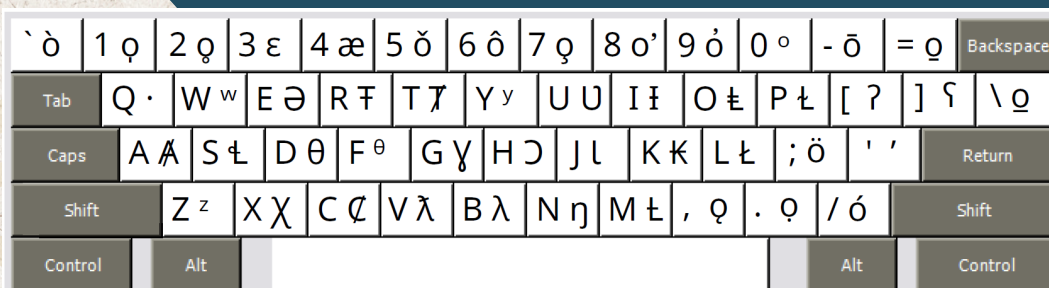 ` ò 1 ƍ 2 o̥ 3 ɛ 4 æ 5 ǒ 6 ô 7 o̧ 8 o’ 9 ỏ 0 ᵒ - ō = o̲ Backspace
Tab Q · W ʷ E Ə R Ŧ T Ⱦ Y ʸ U Ʋ I Ɨ O Ⱡ P Ł [ ʔ ] ʕ \ o̲
Caps A Ⱥ S Ⱡ D θ F ᶿ G Ɣ H Ɔ J Ɩ K ₭ L Ł ; ö ' ′ Return
Shift Z ᶻ X Ҳ C Ȼ V ƛ B λ N ŋ M Ƚ , ǫ . ọ / ó Shift
Control Alt Alt Control